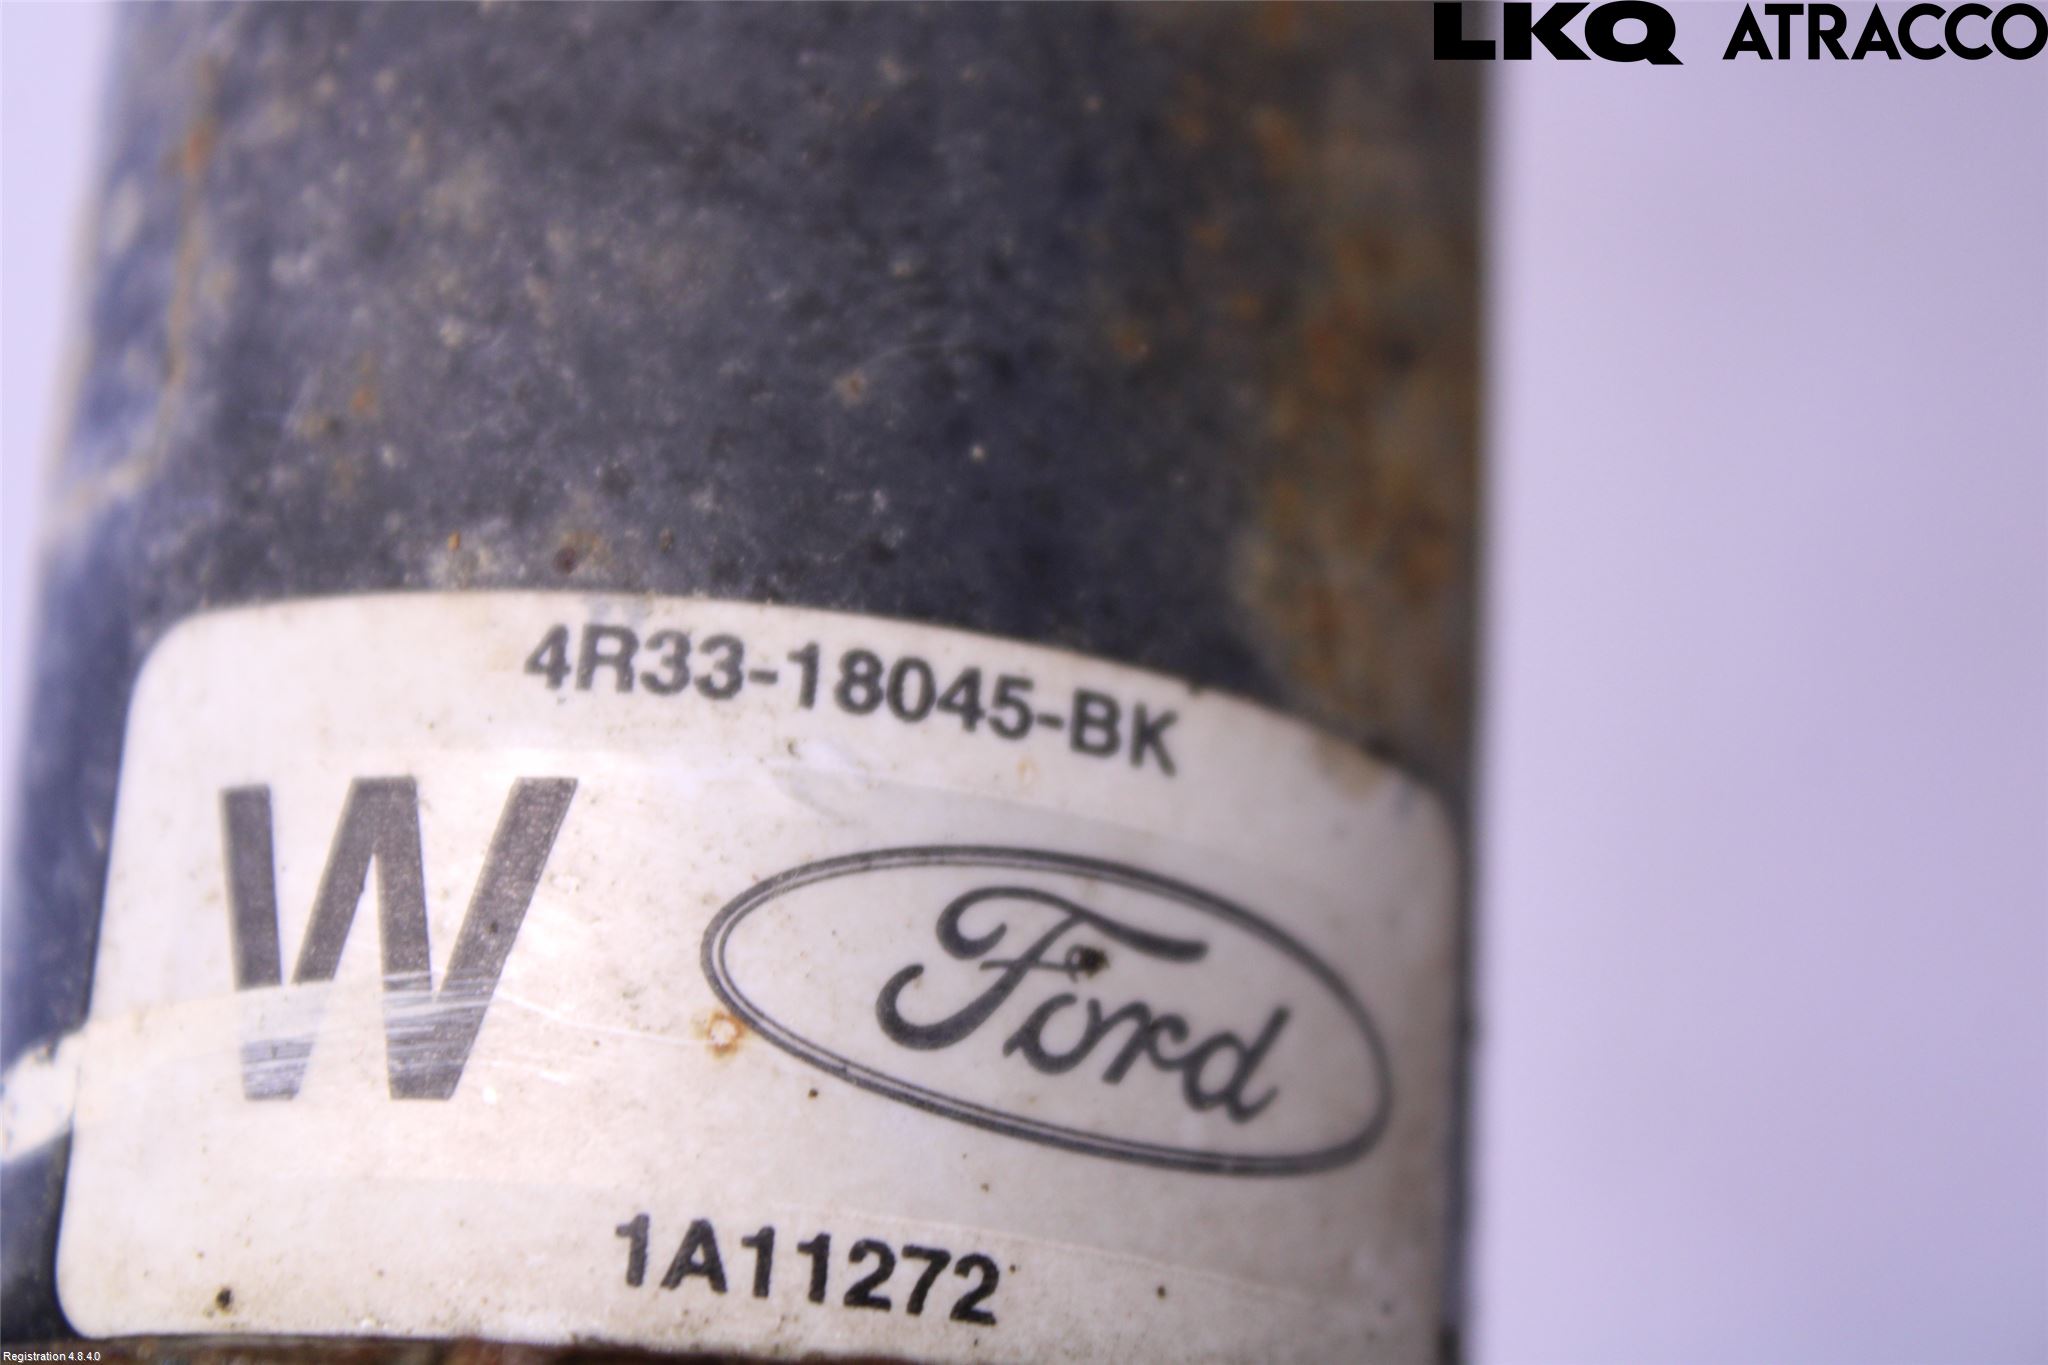 LKQ ATRACCO
4R33-18045-BK
W
Ford
1A11272
Registration 4.8.4.0